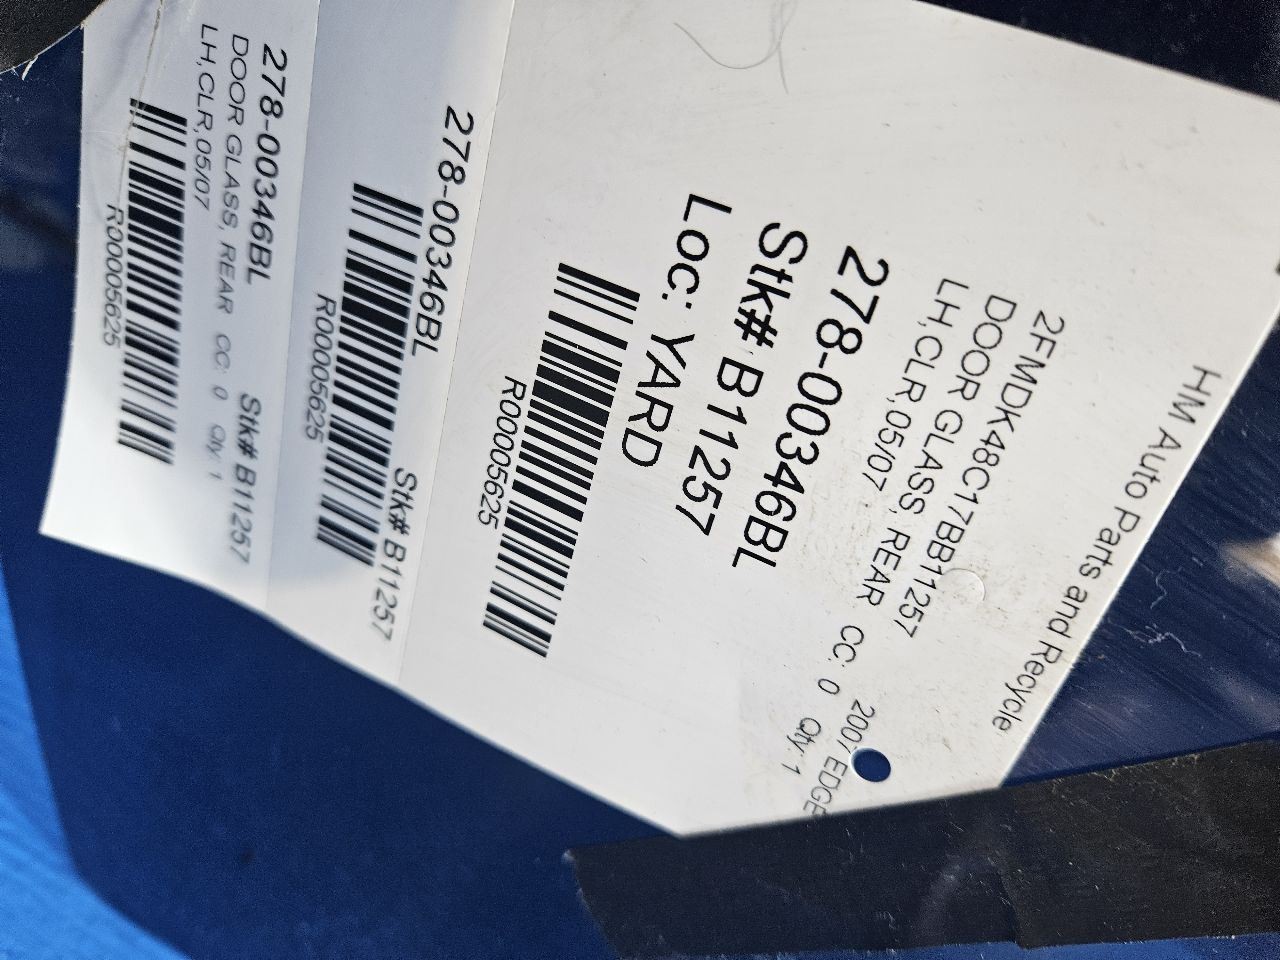 HM Auto Parts and Recycle
2FMDK48C17BB11257 2007 EDGE
DOOR GLASS, REAR CC: 0 Qty: 1
LH,CLR,05/07
278-00346BL
Stk# B11257
Loc: YARD
R00005625
278-00346BL Stk# B11257
R00005625
278-00346BL Stk# B11257
DOOR GLASS, REAR CC: 0 Qty: 1
LH,CLR,05/07
R00005625